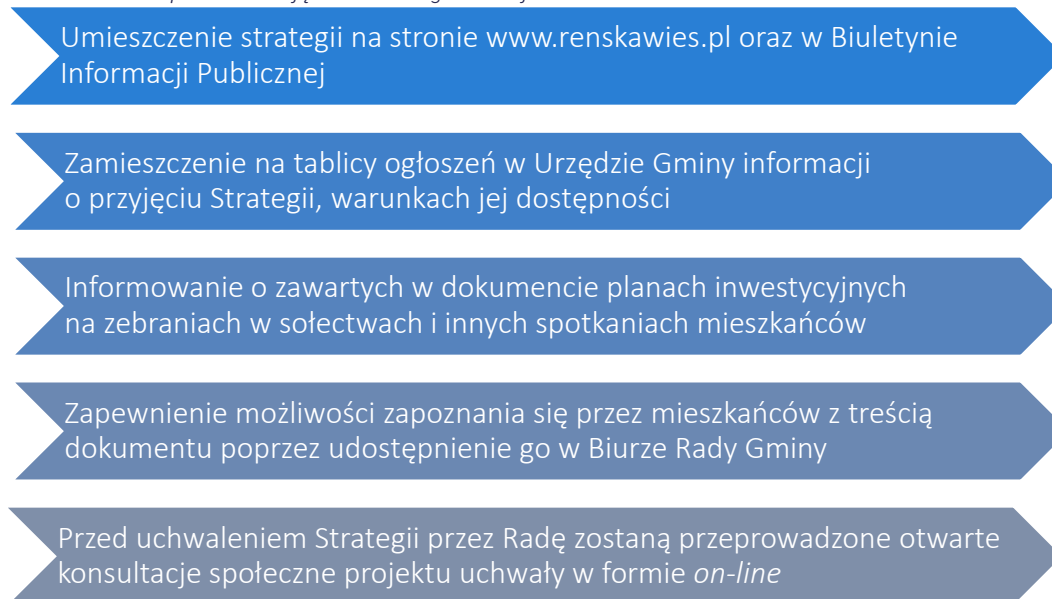 Umieszczenie strategii na stronie www.renskawies.pl oraz w Biuletynie
Informacji Publicznej
Zamieszczenie na tablicy ogłoszeń w Urzędzie Gminy informacji
o przyjęciu Strategii, warunkach jej dostępności
Informowanie o zawartych w dokumencie planach inwestycyjnych
na zebraniach w sołectwach i innych spotkaniach mieszkańców
Zapewnienie możliwości zapoznania się przez mieszkańców z treścią
dokumentu poprzez udostępnienie go w Biurze Rady Gminy
Przed uchwaleniem Strategii przez Radę zostaną przeprowadzone otwarte
konsultacje społeczne projektu uchwały w formie on-line